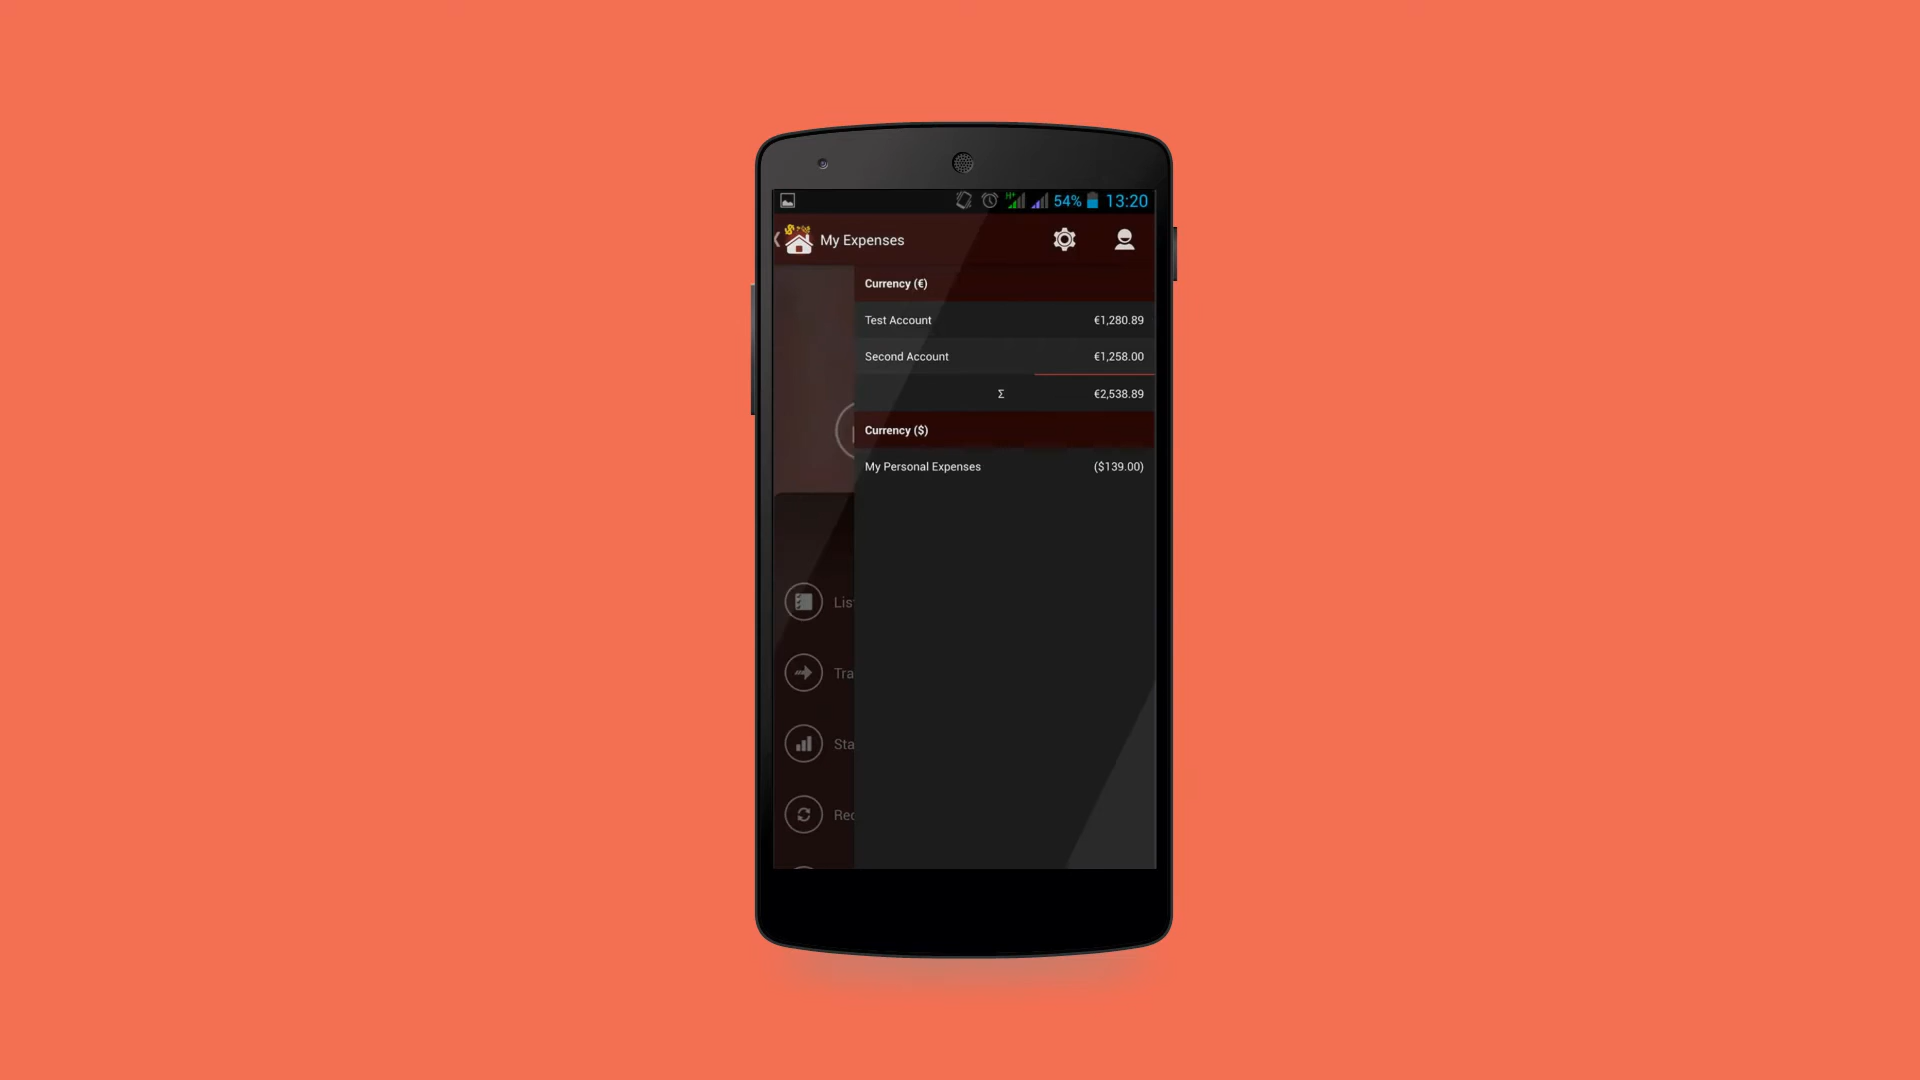 54% 13:20
My Expenses
Currency (€)
Test Account €1,280.89
Second Account €1,258.00
Σ €2,538.89
Currency ($)
My Personal Expenses ($139.00)
Lis
Tra
Sta
Rec